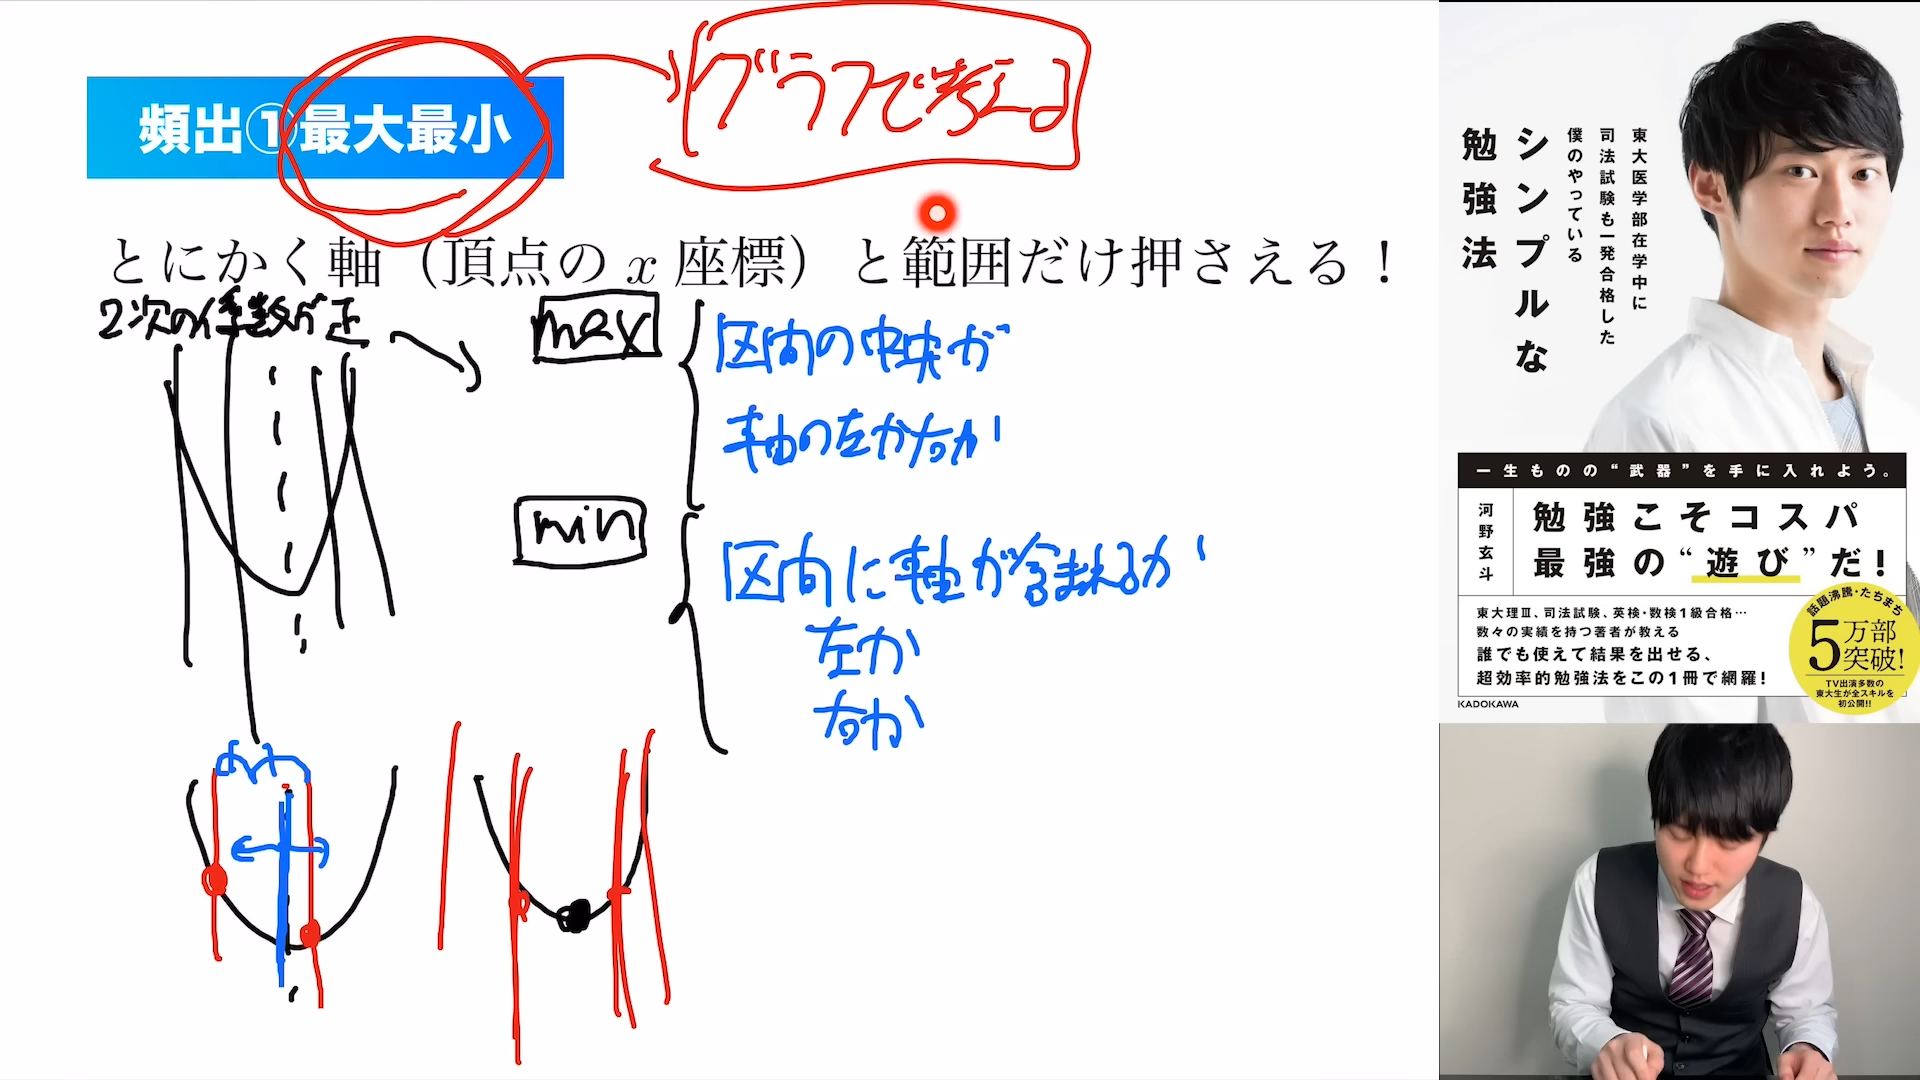 頻出①最大最小
グラフで考える
とにかく軸（頂点の x 座標）と範囲だけ押さえる！
2次の係数が正
max
区間の中央が
軸の左か右か
min
区間に軸が含まれるか
左か
右か
東大医学部在学中に
司法試験も一発合格した
僕のやっている
シンプルな
勉強法
一生ものの“武器”を手に入れよう。
河野玄斗
勉強こそコスパ
最強の“遊び”だ！
東大理Ⅲ、司法試験、英検・数検1級合格…
数々の実績を持つ著者が教える
誰でも使えて結果を出せる、
超効率的勉強法をこの1冊で網羅！
話題沸騰・たちまち
5万部
突破！
TV出演多数の
東大生が全スキルを
初公開!!
KADOKAWA